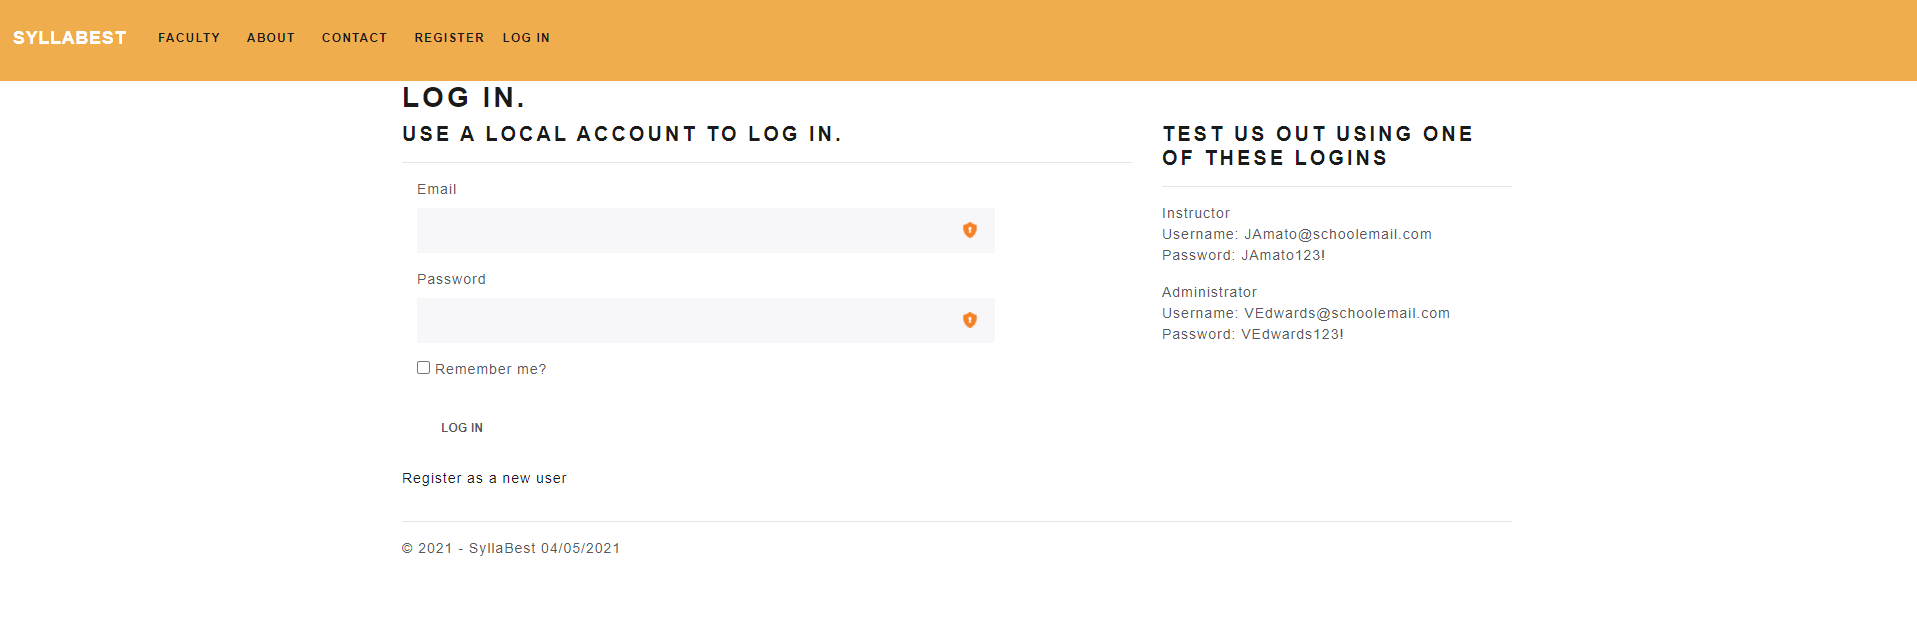 SYLLABEST FACULTY ABOUT CONTACT REGISTER LOG IN
LOG IN.
USE A LOCAL ACCOUNT TO LOG IN.
Email
Password
Remember me?
LOG IN
Register as a new user
TEST US OUT USING ONE
OF THESE LOGINS
Instructor
Username: JAmato@schoolemail.com
Password: JAmato123!
Administrator
Username: VEdwards@schoolemail.com
Password: VEdwards123!
© 2021 - SyllaBest 04/05/2021